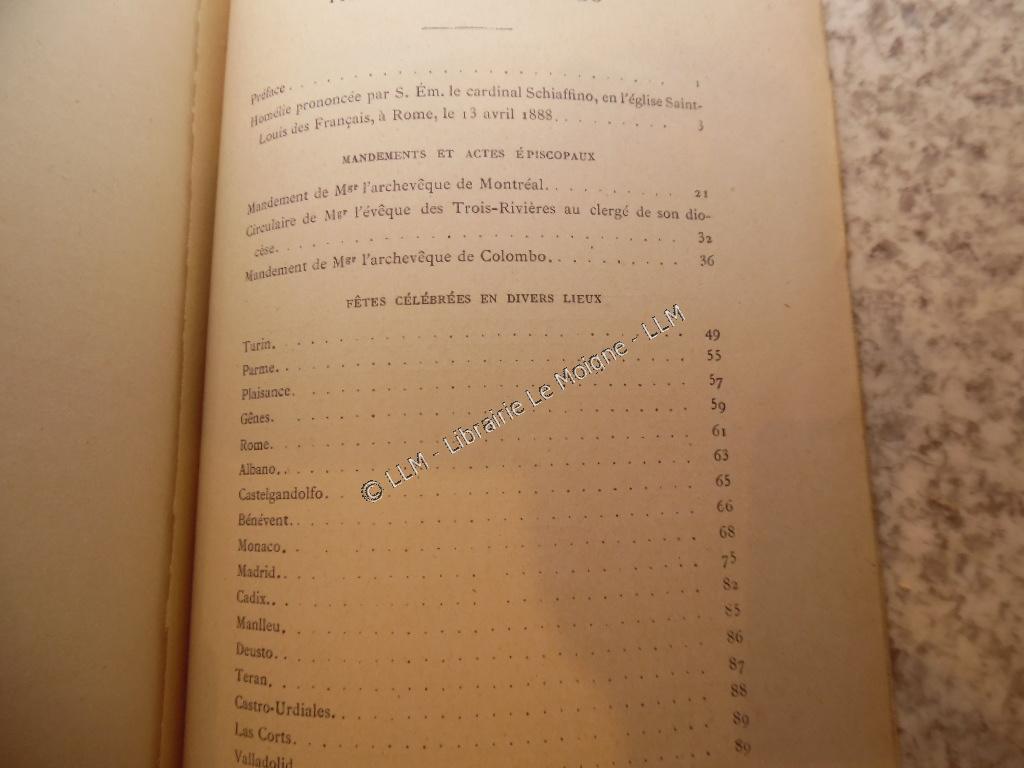 Préface. . . . . . . . . . . . . . . . . . . . 1
Homélie prononcée par S. Ém. le cardinal Schiaffino, en l'église Saint-
Louis des Français, à Rome, le 13 avril 1888. . . . . . . . . 3
MANDEMENTS ET ACTES ÉPISCOPAUX
Mandement de Mgr l'archevêque de Montréal. . . . . . . . . . 21
Circulaire de Mgr l'évêque des Trois-Rivières au clergé de son dio-
cèse. . . . . . . . . . . . . . . . . . . . 32
Mandement de Mgr l'archevêque de Colombo. . . . . . . . . . 36
FÊTES CÉLÉBRÉES EN DIVERS LIEUX
Turin. . . . . . . . . . . . . . . . . . . . 49
Parme. . . . . . . . . . . . . . . . . . . . 55
Plaisance. . . . . . . . . . . . . . . . . . . . 57
Gênes. . . . . . . . . . . . . . . . . . . . 59
Rome. . . . . . . . . . . . . . . . . . . . 61
Albano. . . . . . . . . . . . . . . . . . . . 63
Castelgandolfo. . . . . . . . . . . . . . . . . . 65
Bénévent. . . . . . . . . . . . . . . . . . . . 66
Monaco. . . . . . . . . . . . . . . . . . . . 68
Madrid. . . . . . . . . . . . . . . . . . . . 75
Cadix. . . . . . . . . . . . . . . . . . . . 82
Manlleu. . . . . . . . . . . . . . . . . . . . 85
Deusto. . . . . . . . . . . . . . . . . . . . 86
Teran. . . . . . . . . . . . . . . . . . . . 87
Castro-Urdiales. . . . . . . . . . . . . . . . . . 88
Las Corts. . . . . . . . . . . . . . . . . . . . 89
Valladolid . . . . . . . . . . . . . . . . . . . 89
© LLM - Librairie Le Moigne - LLM